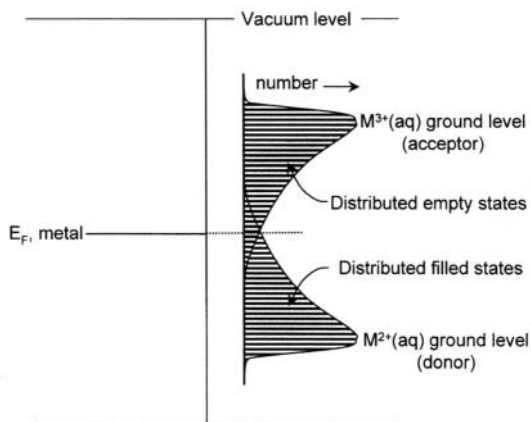 Vacuum level
number
M³⁺(aq) ground level
(acceptor)
Distributed empty states
E_F, metal
Distributed filled states
M²⁺(aq) ground level
(donor)